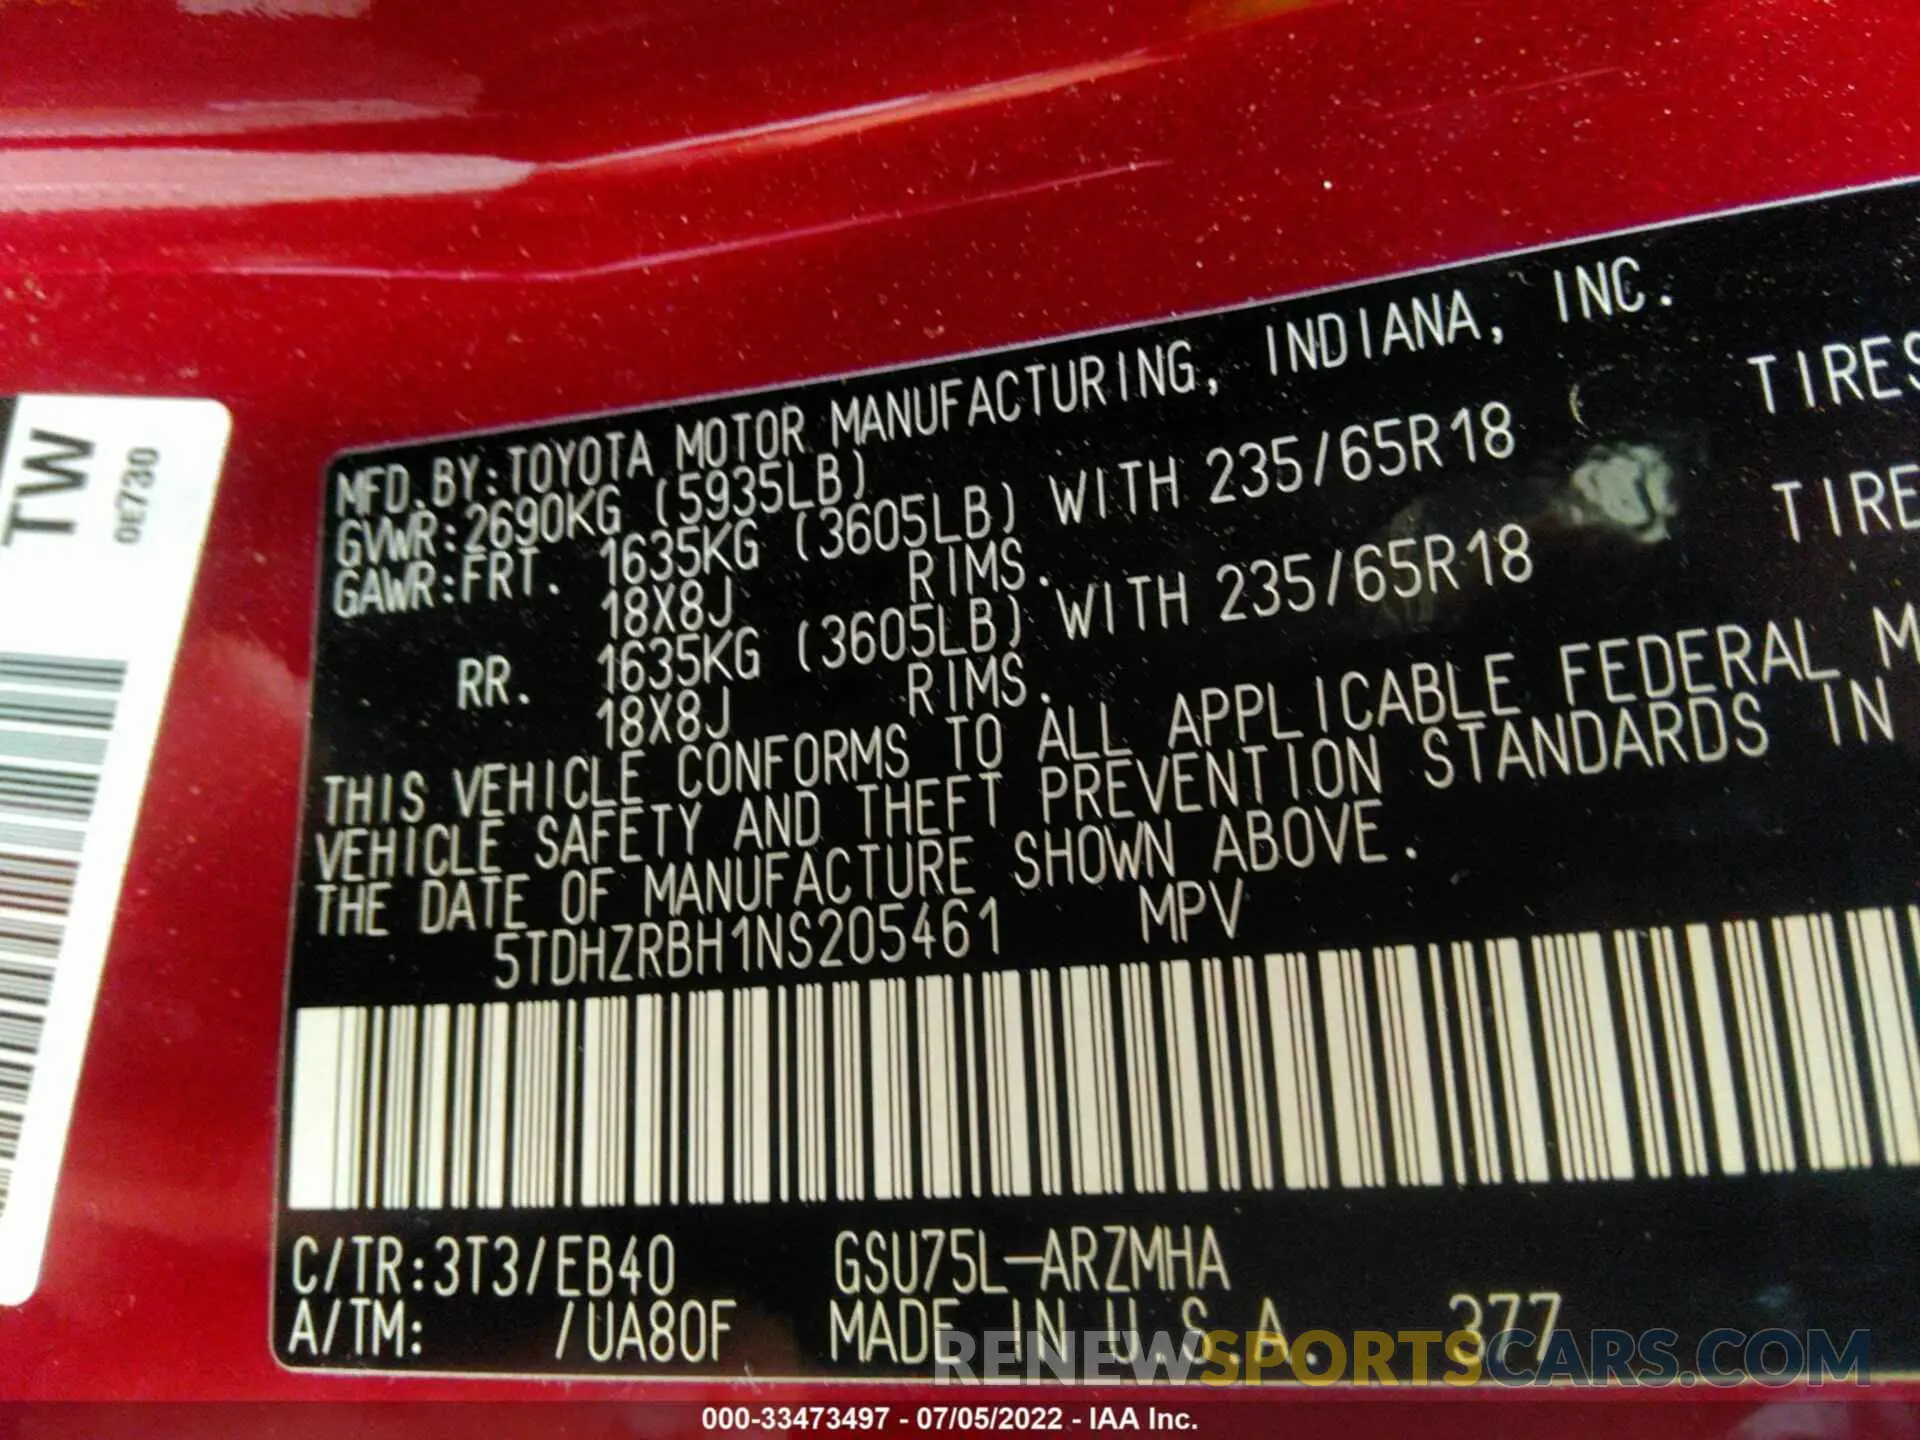 MFD. BY: TOYOTA MOTOR MANUFACTURING, INDIANA, INC.
GVWR: 2690KG (5935LB)
GAWR: FRT. 1635KG (3605LB) WITH 235/65R18 TIRES
18X8J RIMS.
RR. 1635KG (3605LB) WITH 235/65R18 TIRE
18X8J RIMS.
THIS VEHICLE CONFORMS TO ALL APPLICABLE FEDERAL M
VEHICLE SAFETY AND THEFT PREVENTION STANDARDS IN
THE DATE OF MANUFACTURE SHOWN ABOVE.
5TDHZRBH1NS205461 MPV
C/TR: 3T3/EB40 GSU75L-ARZMHA
A/TM: /UA80F MADE IN U.S.A. 377
TW
0E730
RENEWSPORTSCARS.COM
000-33473497 - 07/05/2022 - IAA Inc.